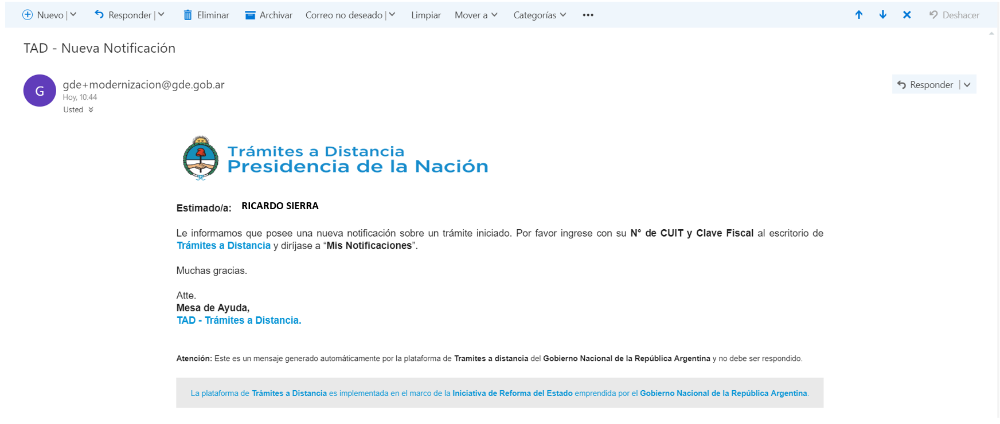 Nuevo | Responder | Eliminar Archivar Correo no deseado | Limpiar Mover a Categorías ••• Deshacer
TAD - Nueva Notificación
G
gde+modernizacion@gde.gob.ar
Responder |
Hoy, 10:44
Usted
Trámites a Distancia
Presidencia de la Nación
Estimado/a: RICARDO SIERRA
Le informamos que posee una nueva notificación sobre un trámite iniciado. Por favor ingrese con su N° de CUIT y Clave Fiscal al escritorio de
Trámites a Distancia y diríjase a “Mis Notificaciones”.
Muchas gracias.
Atte.
Mesa de Ayuda,
TAD - Trámites a Distancia.
Atención: Este es un mensaje generado automáticamente por la plataforma de Tramites a distancia del Gobierno Nacional de la República Argentina y no debe ser respondido.
La plataforma de Trámites a Distancia es implementada en el marco de la Iniciativa de Reforma del Estado emprendida por el Gobierno Nacional de la República Argentina.